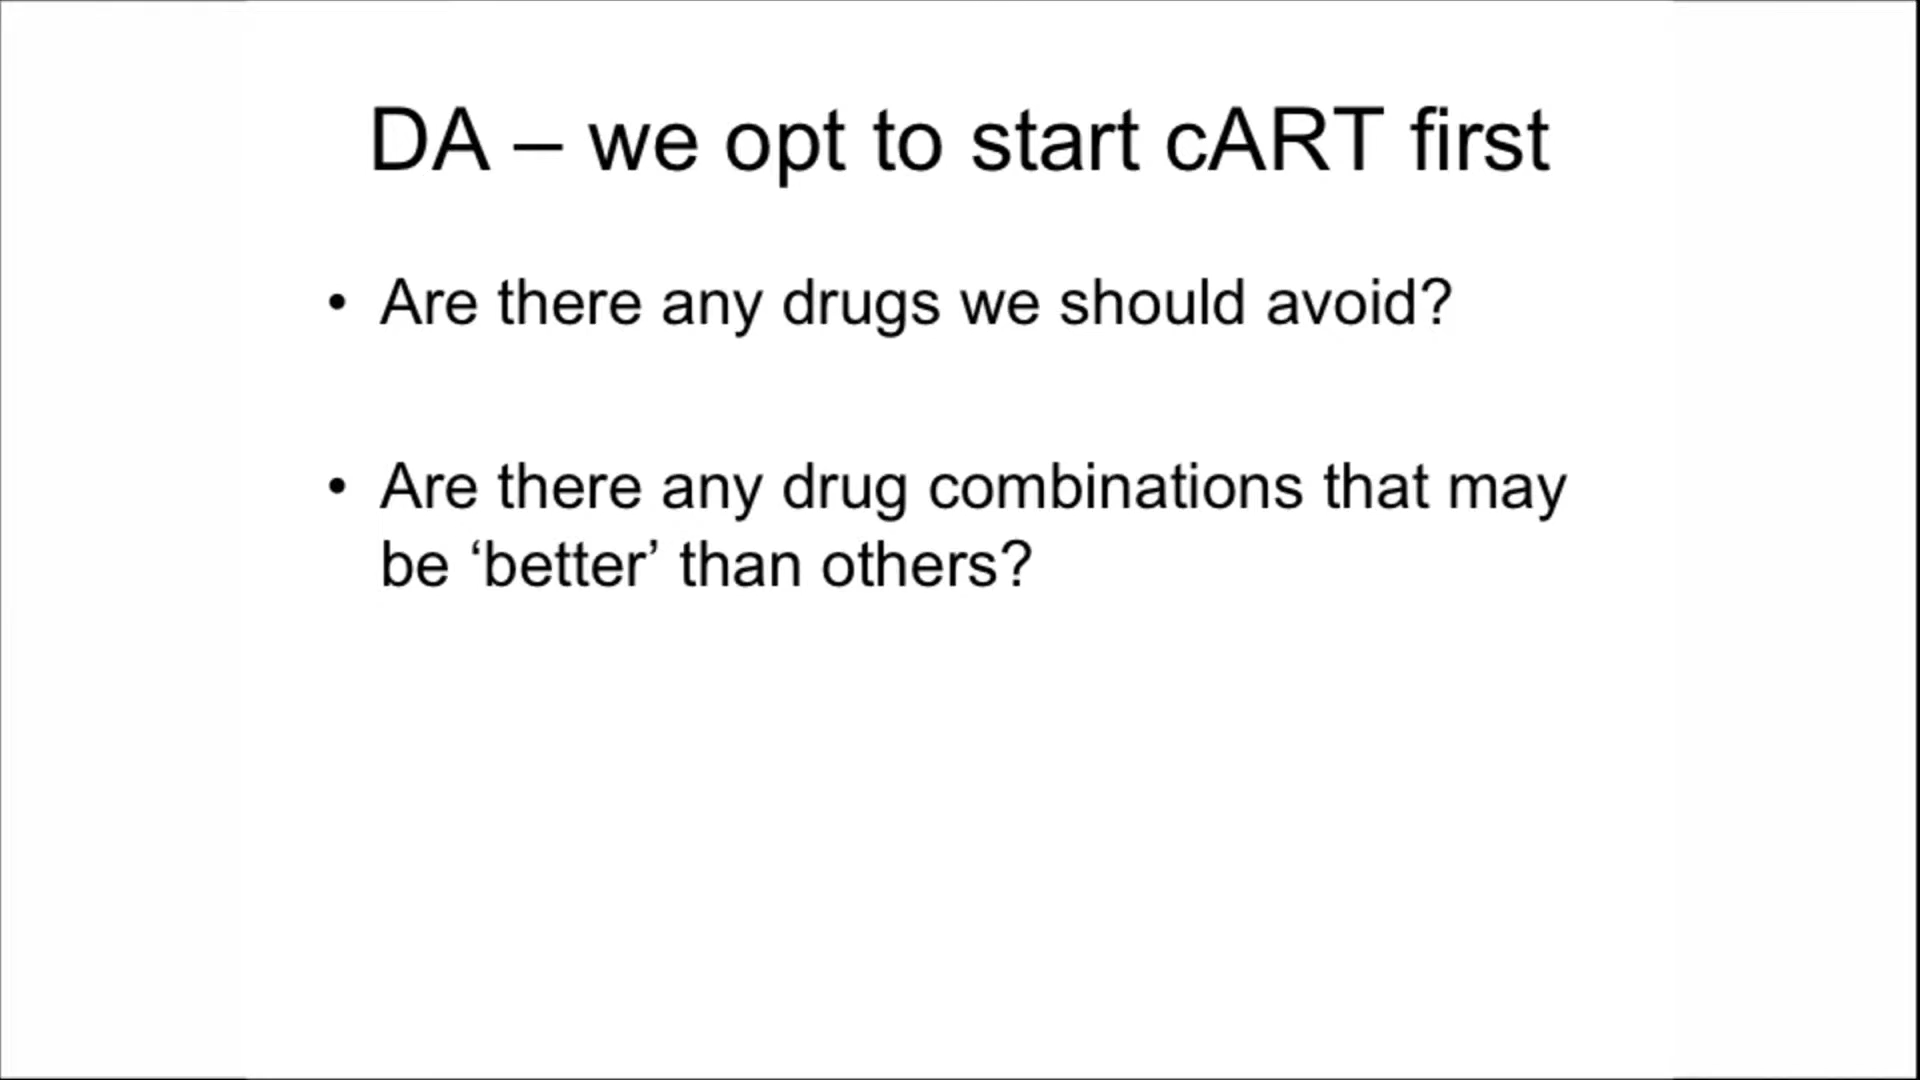 DA – we opt to start cART first
• Are there any drugs we should avoid?
• Are there any drug combinations that may
be ‘better’ than others?